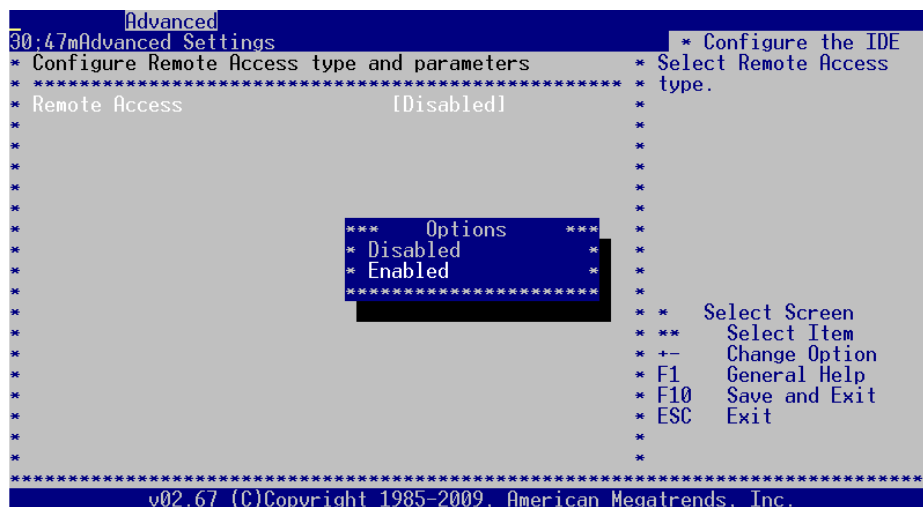 Advanced
30;47mAdvanced Settings * Configure the IDE
* Configure Remote Access type and parameters * Select Remote Access
* *************************************************** * type.
* Remote Access [Disabled] *
* *
* *
* *
* *
* *
* *** Options *** *
* * Disabled * *
* * Enabled * *
* ********************** *
* * * Select Screen
* * ** Select Item
* * +- Change Option
* * F1 General Help
* * F10 Save and Exit
* * ESC Exit
* *
* *
*******************************************************************************
v02.67 (C)Copyright 1985-2009, American Megatrends, Inc.